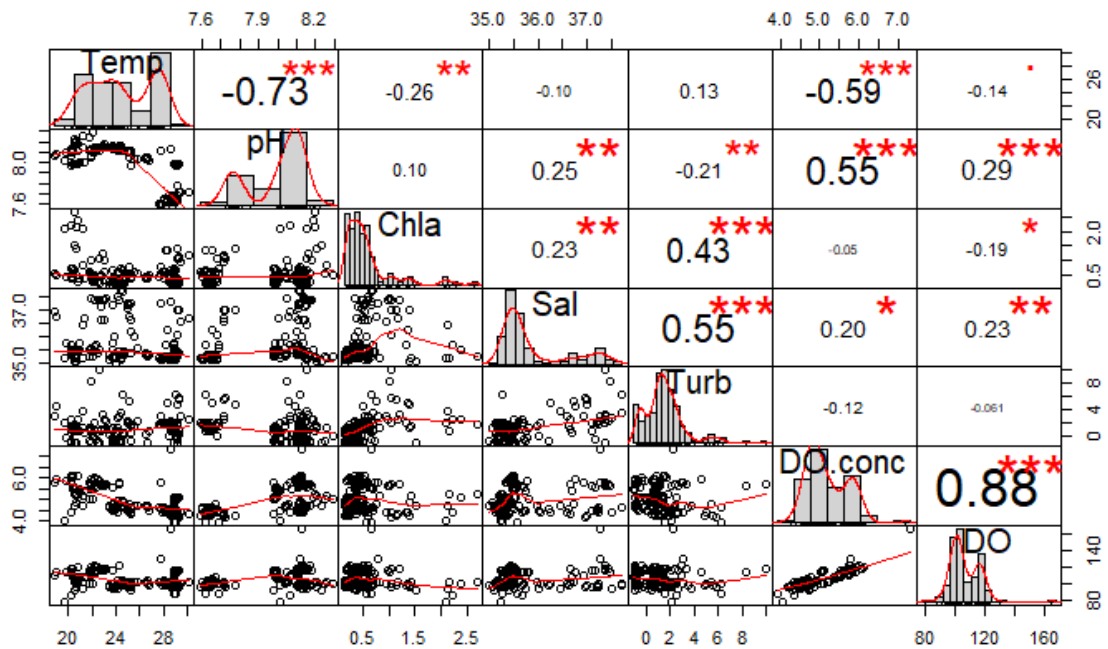 7.6 7.9 8.2 35.0 36.0 37.0 4.0 5.0 6.0 7.0
Temp -0.73 *** -0.26 ** -0.10 0.13 -0.59 *** -0.14 . 20 26
7.6 8.0 pH 0.10 0.25 ** -0.21 ** 0.55 *** 0.29 ***
Chla 0.23 ** 0.43 *** -0.05 -0.19 * 0.5 2.0
35.0 37.0 Sal 0.55 *** 0.20 * 0.23 **
Turb -0.12 -0.061 0 4 8
4.0 6.0 DO.conc 0.88 ***
DO 80 140
20 24 28 0.5 1.5 2.5 0 2 4 6 8 80 120 160